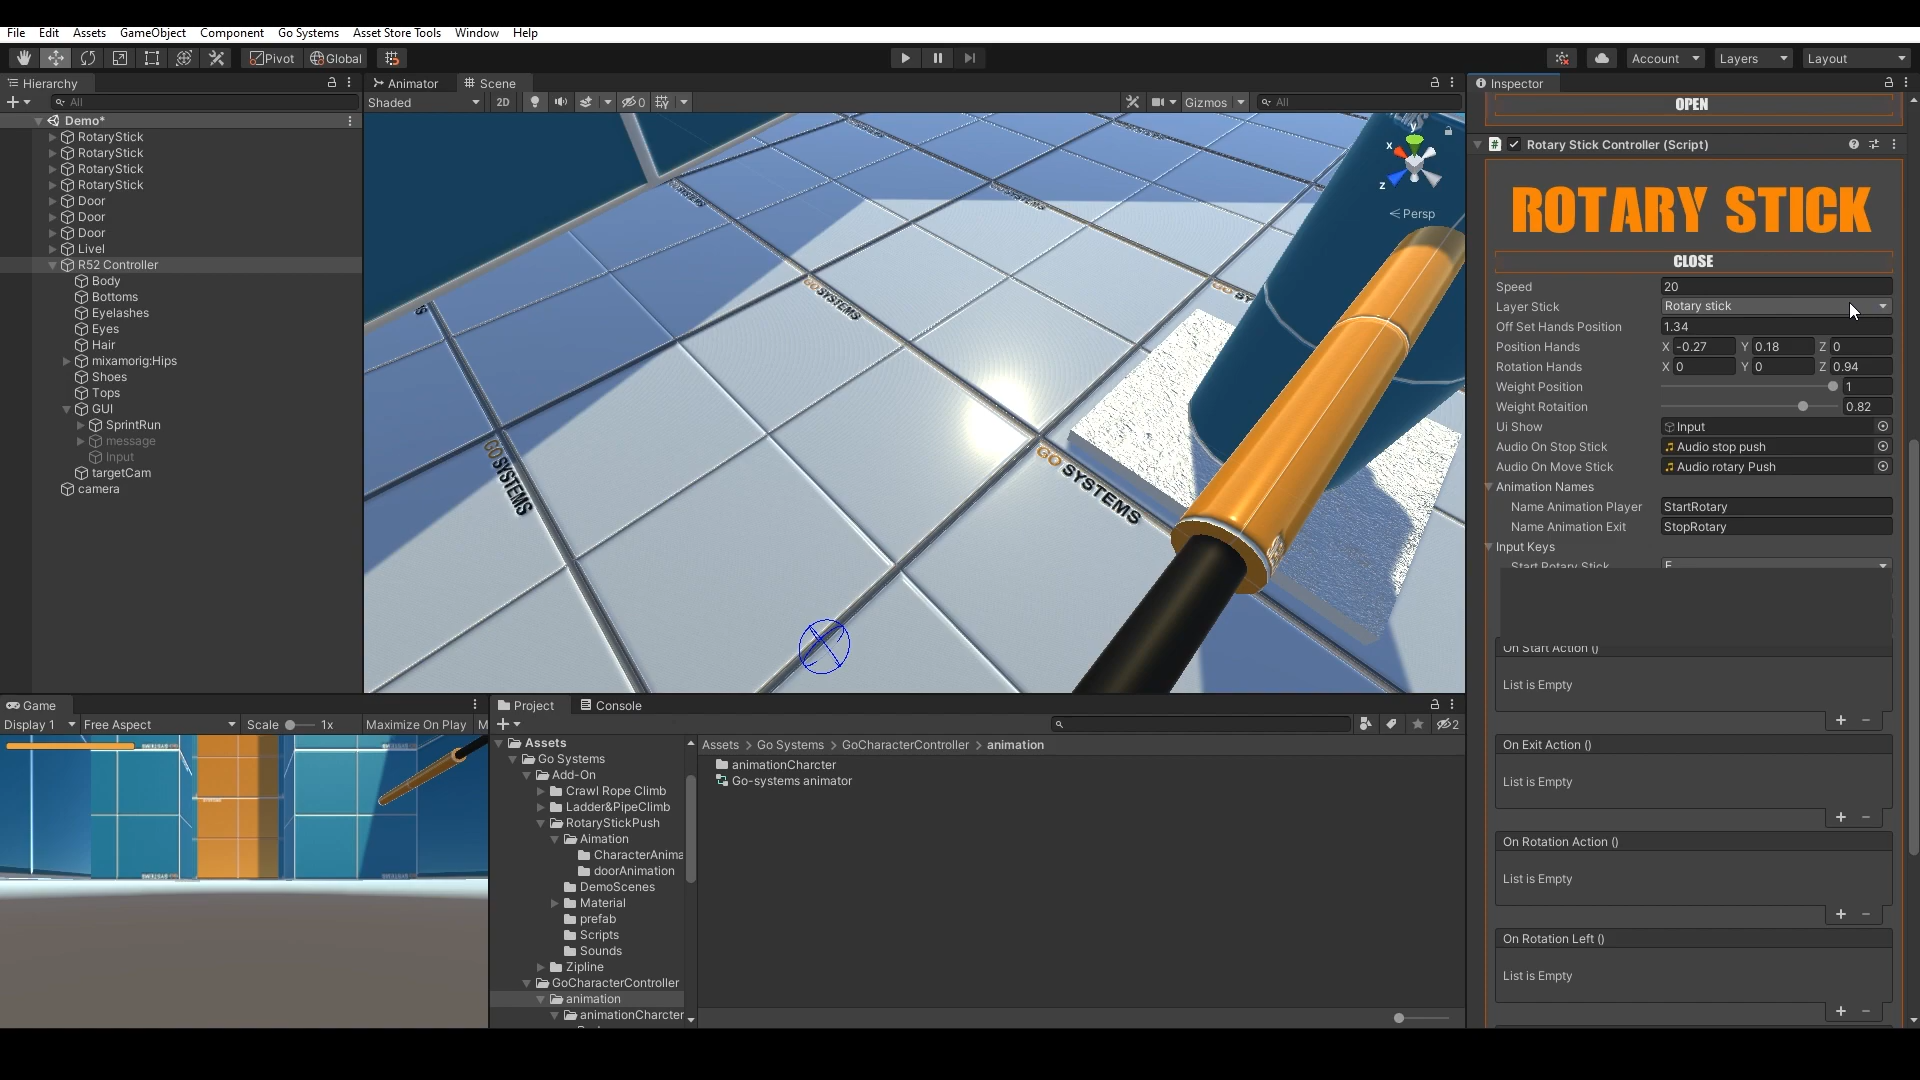 File Edit Assets GameObject Component Go Systems Asset Store Tools Window Help
Pivot Global Account Layers Layout
Hierarchy
All
Demo*
RotaryStick
RotaryStick
RotaryStick
RotaryStick
Door
Door
Door
Livel
R52 Controller
Body
Bottoms
Eyelashes
Eyes
Hair
mixamorig:Hips
Shoes
Tops
GUI
SprintRun
message
Input
targetCam
camera
Animator Scene
Shaded 2D 0 Gizmos All
y
x
z
Persp
GO SYSTEMS
GOSYSTEMS
GO SYSTEMS
Game
Display 1 Free Aspect Scale 1x Maximize On Play M
Project Console
2
Assets
Go Systems
Add-On
Crawl Rope Climb
Ladder&PipeClimb
RotaryStickPush
Aimation
CharacterAnima
doorAnimation
DemoScenes
Material
prefab
Scripts
Sounds
Zipline
GoCharacterController
animation
animationCharcter
Assets > Go Systems > GoCharacterController > animation
animationCharcter
Go-systems animator
Inspector
OPEN
Rotary Stick Controller (Script)
ROTARY STICK
CLOSE
Speed 20
Layer Stick Rotary stick
Off Set Hands Position 1.34
Position Hands X -0.27 Y 0.18 Z 0
Rotation Hands X 0 Y 0 Z 0.94
Weight Position 1
Weight Rotaition 0.82
Ui Show Input
Audio On Stop Stick Audio stop push
Audio On Move Stick Audio rotary Push
Animation Names
Name Animation Player StartRotary
Name Animation Exit StopRotary
Input Keys
Start Rotary Stick
On Start Action ()
List is Empty
+ −
On Exit Action ()
List is Empty
+ −
On Rotation Action ()
List is Empty
+ −
On Rotation Left ()
List is Empty
+ −